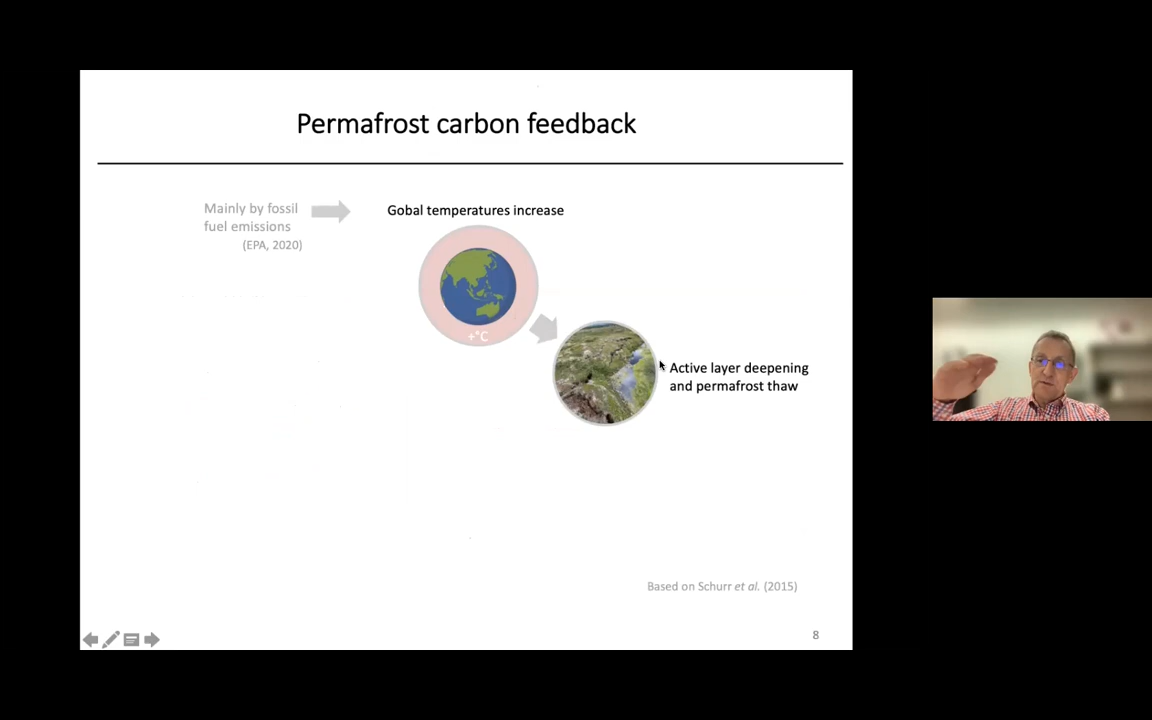 Permafrost carbon feedback
Mainly by fossil
fuel emissions
(EPA, 2020)
Gobal temperatures increase
+°C
Active layer deepening
and permafrost thaw
Based on Schurr et al. (2015)
8